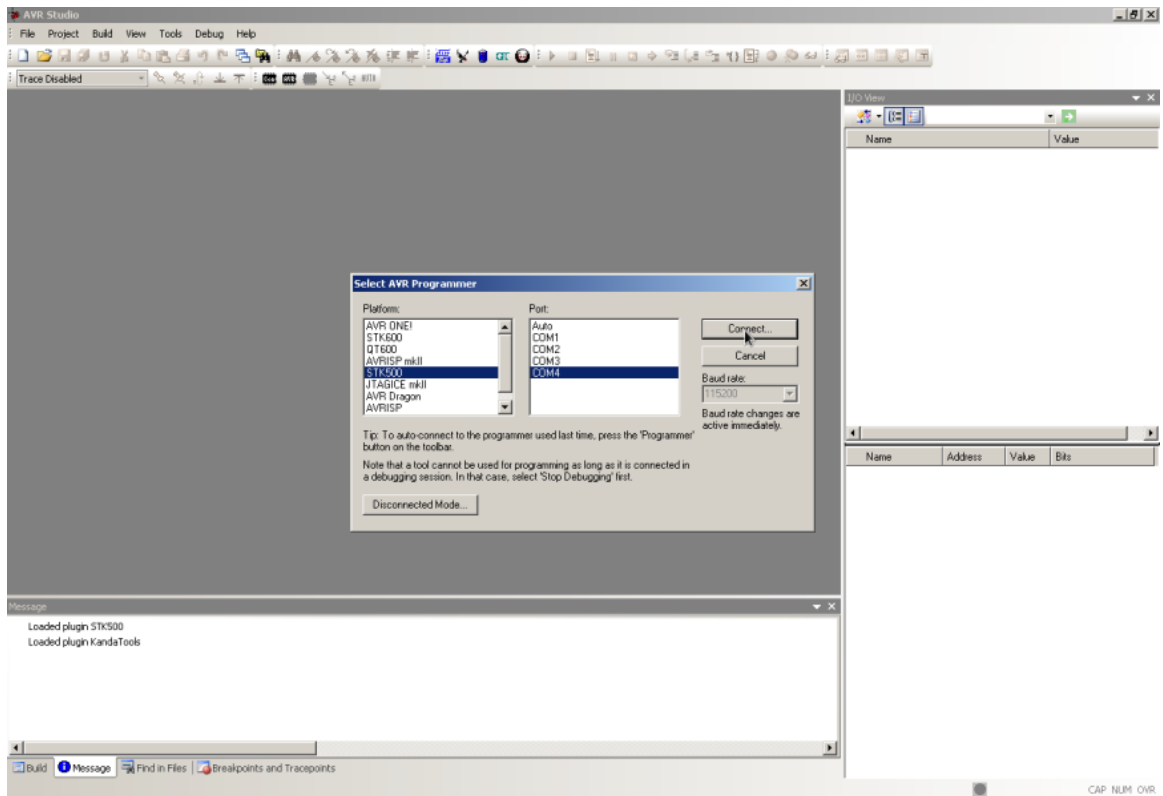 AVR Studio
File Project Build View Tools Debug Help
Trace Disabled
I/O View
Name Value
Select AVR Programmer
Platform:
Port:
AVR ONE!
STK600
QT600
AVRISP mkII
STK500
JTAGICE mkII
AVR Dragon
AVRISP
Auto
COM1
COM2
COM3
COM4
Connect...
Cancel
Baud rate:
115200
Baud rate changes are
active immediately.
Tip: To auto-connect to the programmer used last time, press the 'Programmer'
button on the toolbar.
Note that a tool cannot be used for programming as long as it is connected in
a debugging session. In that case, select 'Stop Debugging' first.
Disconnected Mode...
Name Address Value Bits
Message
Loaded plugin STK500
Loaded plugin KandaTools
Build Message Find in Files Breakpoints and Tracepoints
CAP NUM OVR